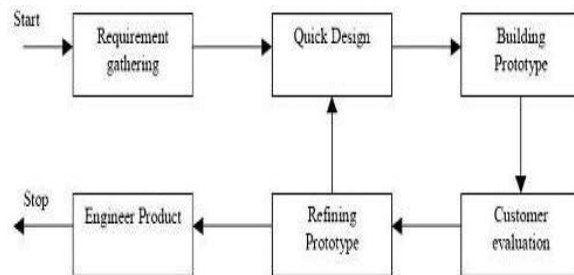 Start
Requirement
gathering
Quick Design
Building
Prototype
Stop
Engineer Product
Refining
Prototype
Customer
evaluation